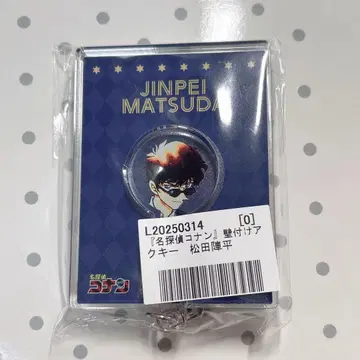 JINPEI
MATSUDA
L20250314 [0]
『名探偵コナン』壁付けア
クキー 松田陣平
名探偵
コナン